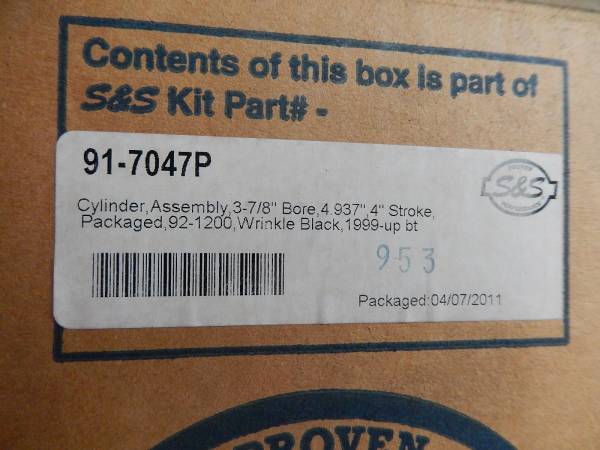 Contents of this box is part of
S&S Kit Part# -
91-7047P
S&S
Cylinder,Assembly,3-7/8" Bore,4.937",4" Stroke,
Packaged,92-1200,Wrinkle Black,1999-up bt
953
Packaged:04/07/2011
PROVEN